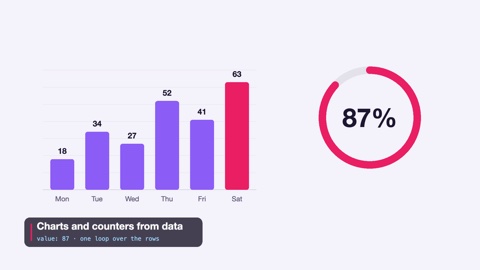 63
52
41
34
27
18
87%
Mon Tue Wed Thu Fri Sat
Charts and counters from data
value: 87 · one loop over the rows